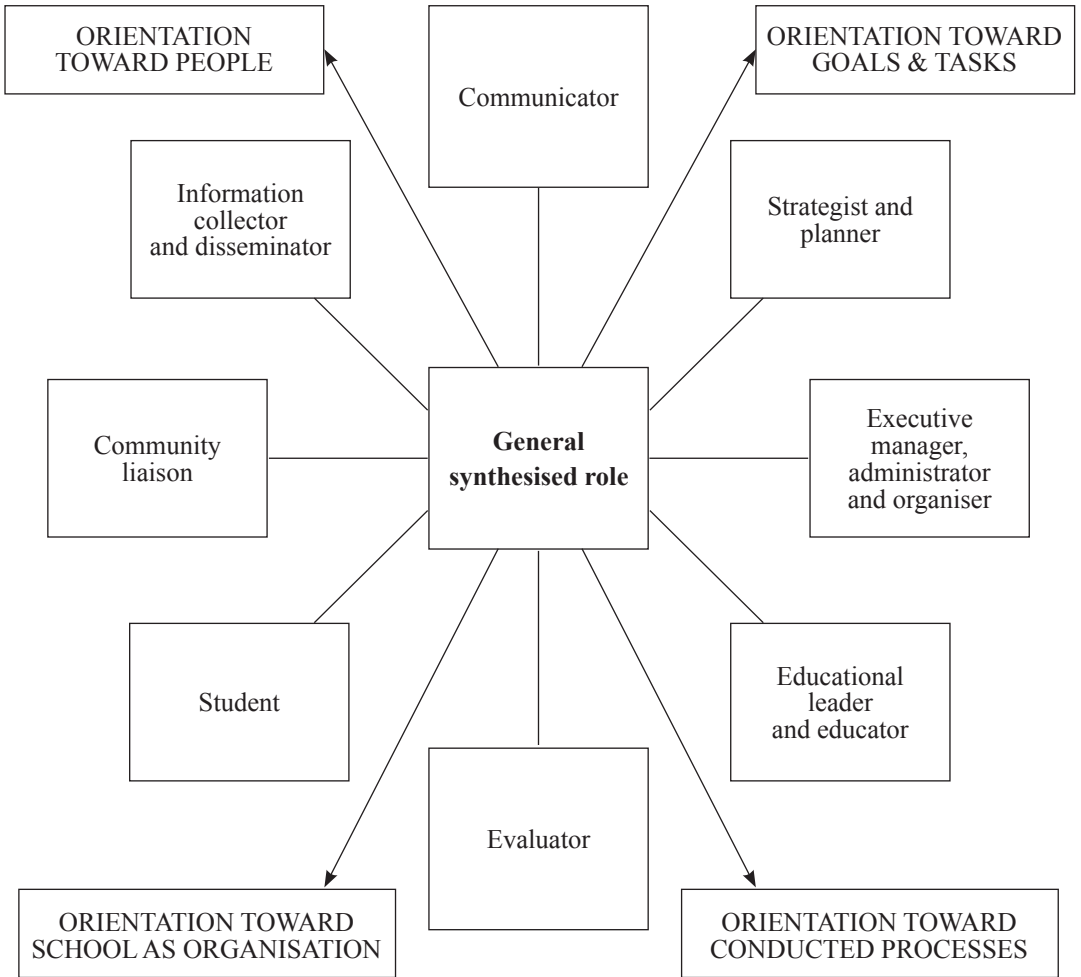 ORIENTATION
TOWARD PEOPLE
ORIENTATION TOWARD
GOALS & TASKS
Communicator
Information
collector
and disseminator
Strategist and
planner
Community
liaison
General
synthesised role
Executive
manager,
administrator
and organiser
Student
Educational
leader
and educator
Evaluator
ORIENTATION TOWARD
SCHOOL AS ORGANISATION
ORIENTATION TOWARD
CONDUCTED PROCESSES